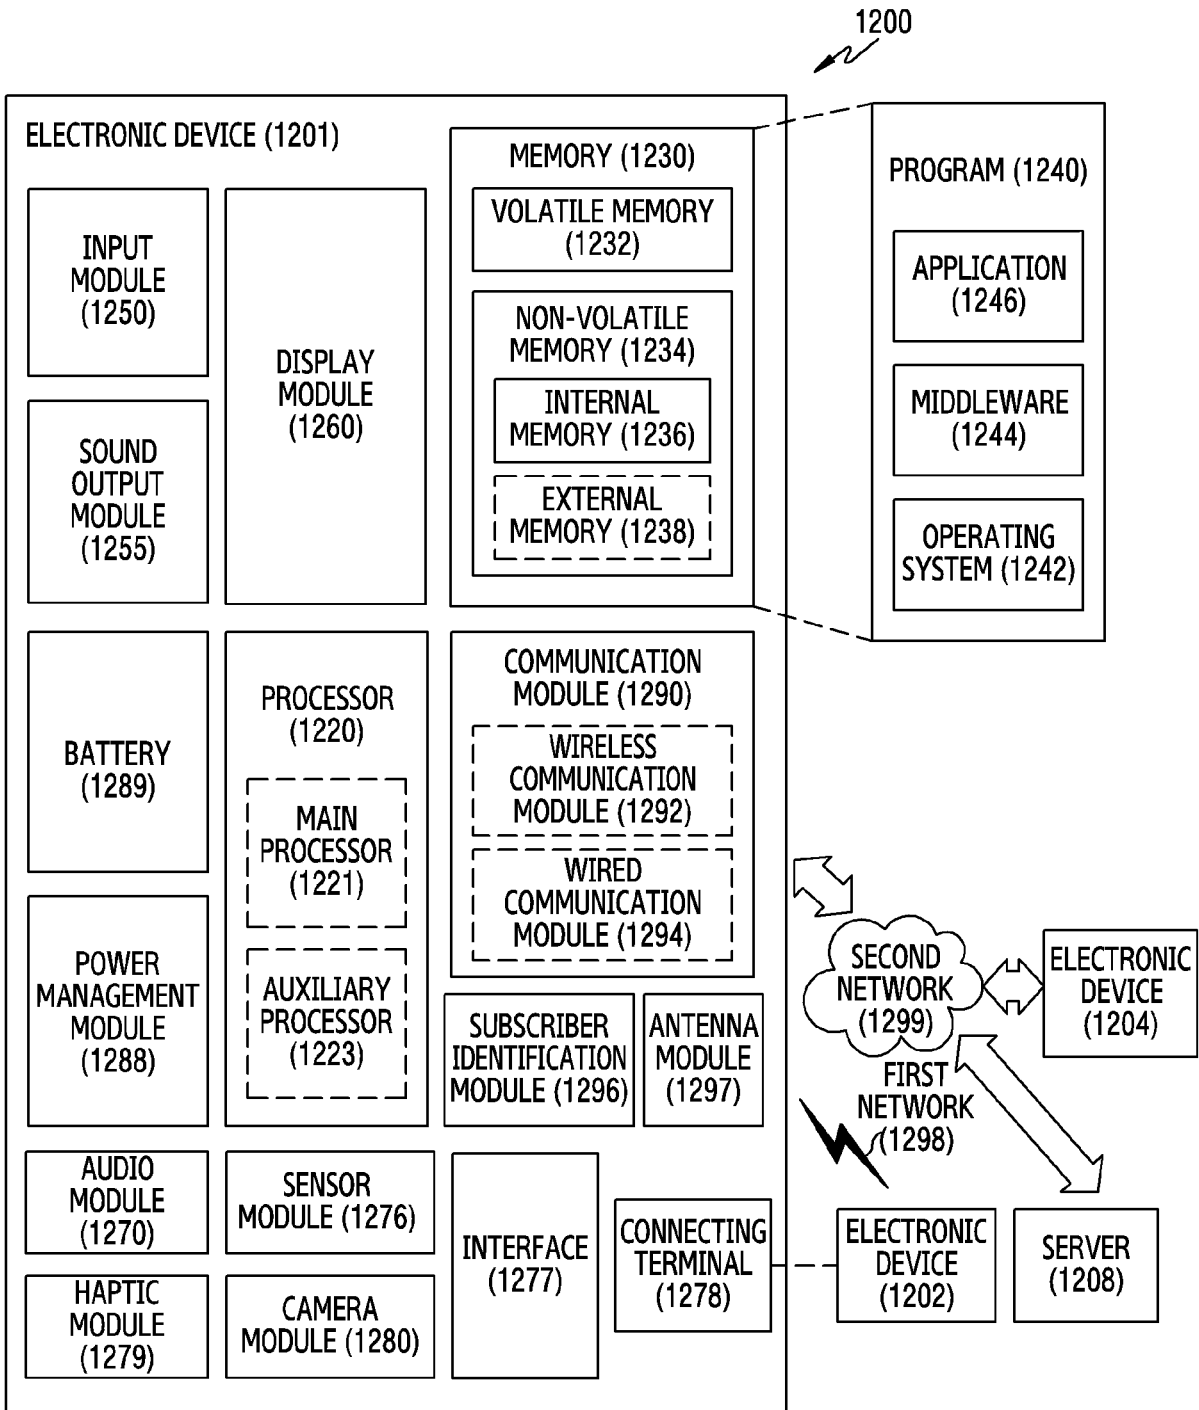 1200
ELECTRONIC DEVICE (1201)
INPUT
MODULE
(1250)
SOUND
OUTPUT
MODULE
(1255)
DISPLAY
MODULE
(1260)
MEMORY (1230)
VOLATILE MEMORY
(1232)
NON-VOLATILE
MEMORY (1234)
INTERNAL
MEMORY (1236)
EXTERNAL
MEMORY (1238)
PROGRAM (1240)
APPLICATION
(1246)
MIDDLEWARE
(1244)
OPERATING
SYSTEM (1242)
BATTERY
(1289)
POWER
MANAGEMENT
MODULE
(1288)
PROCESSOR
(1220)
MAIN
PROCESSOR
(1221)
AUXILIARY
PROCESSOR
(1223)
COMMUNICATION
MODULE (1290)
WIRELESS
COMMUNICATION
MODULE (1292)
WIRED
COMMUNICATION
MODULE (1294)
SUBSCRIBER
IDENTIFICATION
MODULE (1296)
ANTENNA
MODULE
(1297)
SECOND
NETWORK
(1299)
ELECTRONIC
DEVICE
(1204)
FIRST
NETWORK
(1298)
AUDIO
MODULE
(1270)
SENSOR
MODULE (1276)
HAPTIC
MODULE
(1279)
CAMERA
MODULE (1280)
INTERFACE
(1277)
CONNECTING
TERMINAL
(1278)
ELECTRONIC
DEVICE
(1202)
SERVER
(1208)